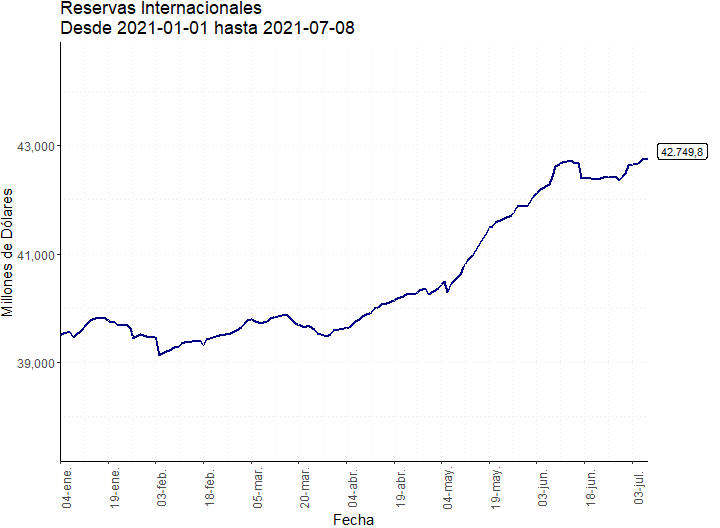 Reservas Internacionales
Desde 2021-01-01 hasta 2021-07-08
Millones de Dólares
43,000
41,000
39,000
42.749,8
04-ene.
19-ene.
03-feb.
18-feb.
05-mar.
20-mar.
04-abr.
19-abr.
04-may.
19-may.
03-jun.
18-jun.
03-jul.
Fecha